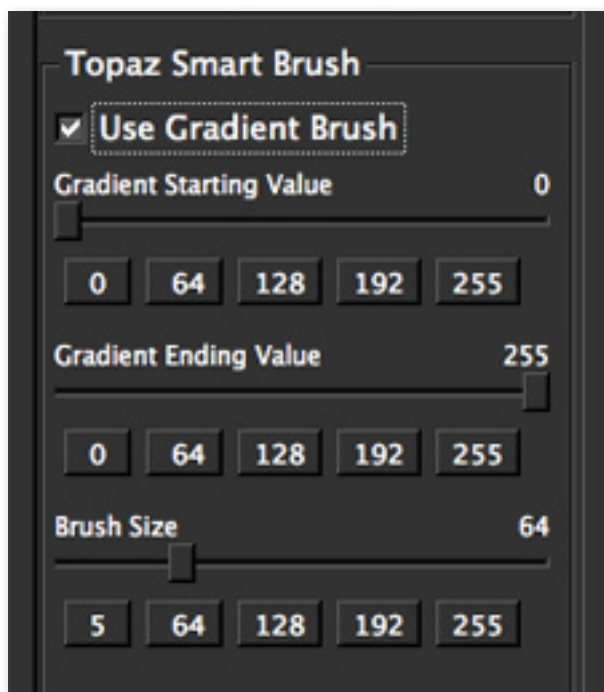 Topaz Smart Brush
Use Gradient Brush
Gradient Starting Value 0
0 64 128 192 255
Gradient Ending Value 255
0 64 128 192 255
Brush Size 64
5 64 128 192 255